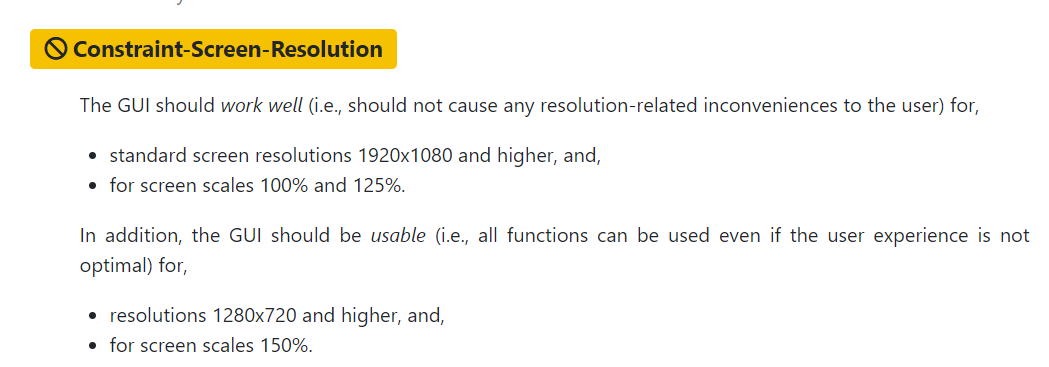 Constraint-Screen-Resolution
The GUI should work well (i.e., should not cause any resolution-related inconveniences to the user) for,
• standard screen resolutions 1920x1080 and higher, and,
• for screen scales 100% and 125%.
In addition, the GUI should be usable (i.e., all functions can be used even if the user experience is not
optimal) for,
• resolutions 1280x720 and higher, and,
• for screen scales 150%.